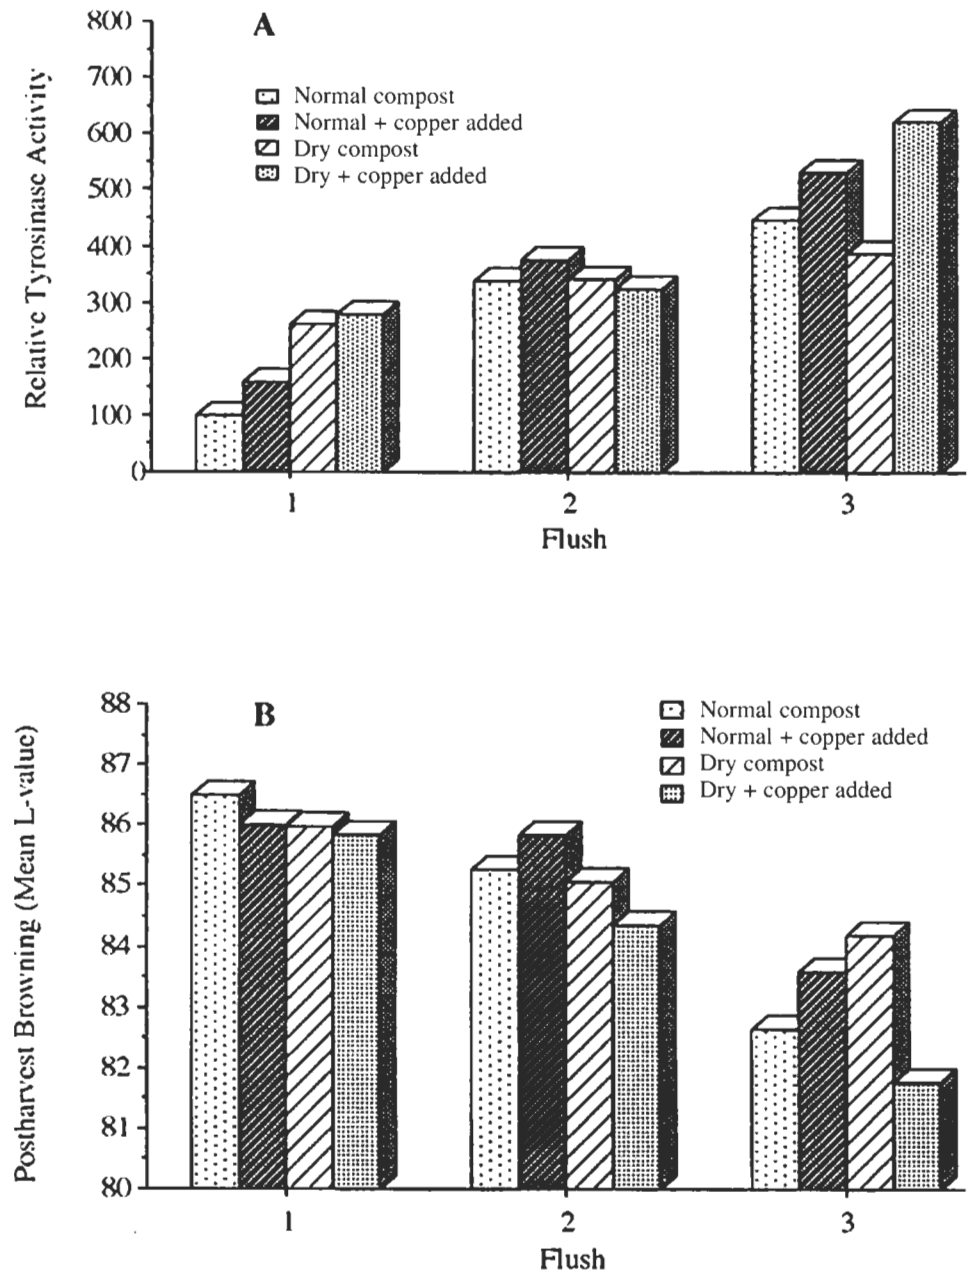 A
800
700
600
500
400
300
200
100
0
Relative Tyrosinase Activity
Normal compost
Normal + copper added
Dry compost
Dry + copper added
1 2 3
Flush
B
88
87
86
85
84
83
82
81
80
Postharvest Browning (Mean L-value)
Normal compost
Normal + copper added
Dry compost
Dry + copper added
1 2 3
Flush